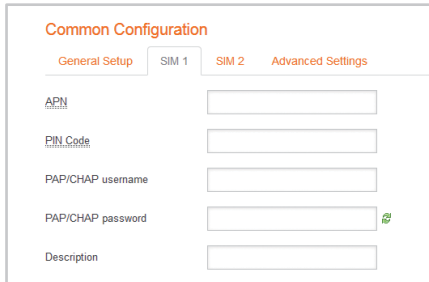 Common Configuration
General Setup SIM 1 SIM 2 Advanced Settings
APN
PIN Code
PAP/CHAP username
PAP/CHAP password
Description